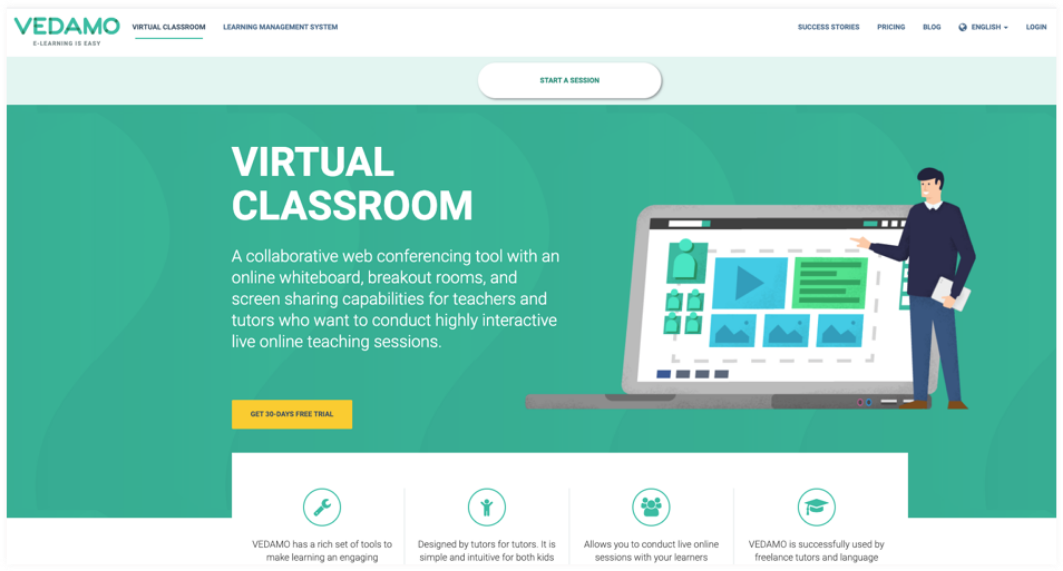 VEDAMO
E-LEARNING IS EASY
VIRTUAL CLASSROOM
LEARNING MANAGEMENT SYSTEM
SUCCESS STORIES
PRICING
BLOG
ENGLISH
LOGIN
START A SESSION
VIRTUAL
CLASSROOM
A collaborative web conferencing tool with an
online whiteboard, breakout rooms, and
screen sharing capabilities for teachers and
tutors who want to conduct highly interactive
live online teaching sessions.
GET 30-DAYS FREE TRIAL
VEDAMO has a rich set of tools to
make learning an engaging
Designed by tutors for tutors. It is
simple and intuitive for both kids
Allows you to conduct live online
sessions with your learners
VEDAMO is successfully used by
freelance tutors and language